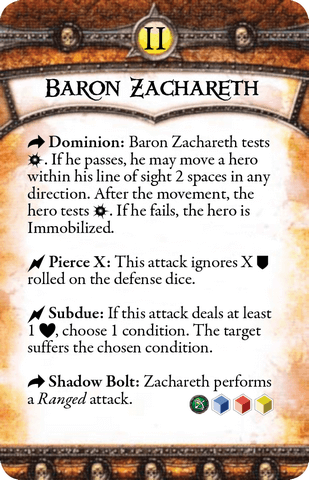 II
Baron Zachareth
Dominion: Baron Zachareth tests
. If he passes, he may move a hero
within his line of sight 2 spaces in any
direction. After the movement, the
hero tests . If he fails, the hero is
Immobilized.
Pierce X: This attack ignores X
rolled on the defense dice.
Subdue: If this attack deals at least
1 , choose 1 condition. The target
suffers the chosen condition.
Shadow Bolt: Zachareth performs
a Ranged attack.